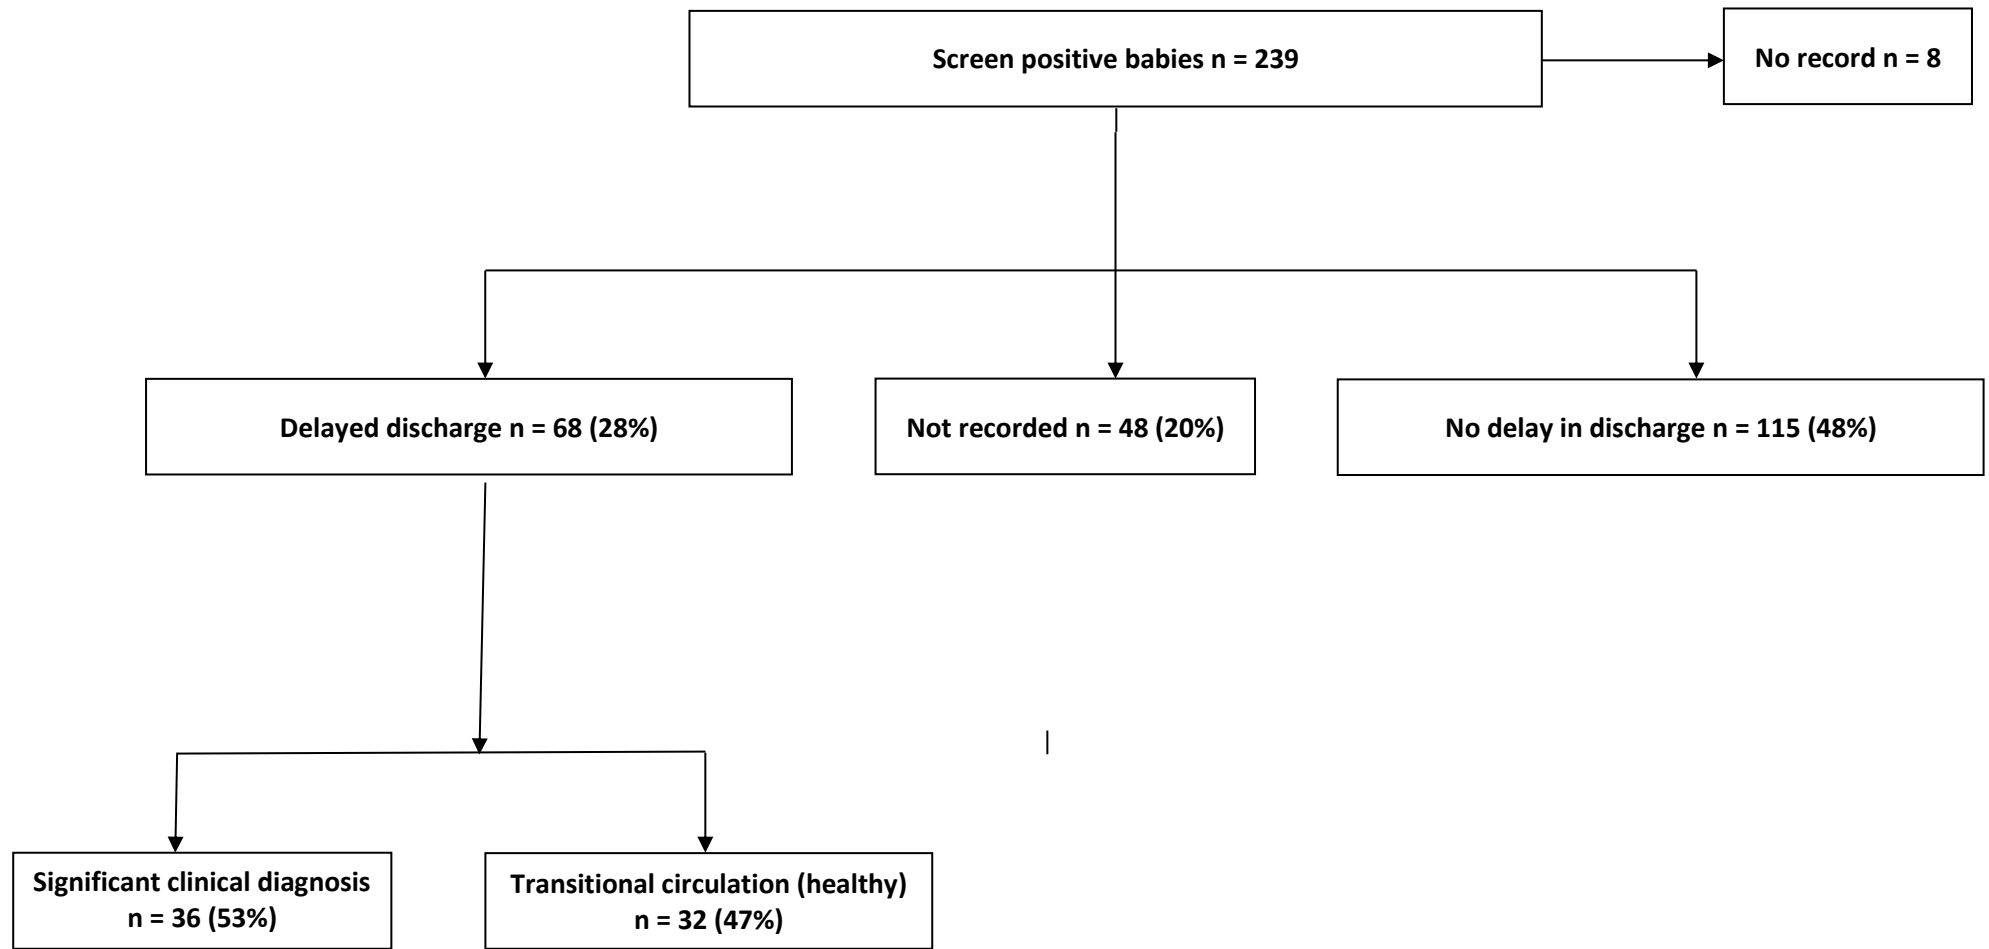 Screen positive babies n = 239
No record n = 8
Delayed discharge n = 68 (28%)
Not recorded n = 48 (20%)
No delay in discharge n = 115 (48%)
Significant clinical diagnosis
n = 36 (53%)
Transitional circulation (healthy)
n = 32 (47%)